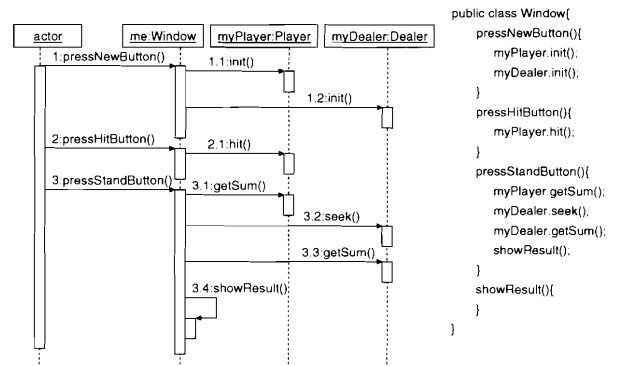 actor
me:Window
myPlayer:Player
myDealer:Dealer
1:pressNewButton()
1.1:init()
1.2:init()
2:pressHitButton()
2.1:hit()
3:pressStandButton()
3.1:getSum()
3.2:seek()
3.3:getSum()
3.4:showResult()
public class Window{
pressNewButton(){
myPlayer.init();
myDealer.init();
}
pressHitButton(){
myPlayer.hit();
}
pressStandButton(){
myPlayer.getSum();
myDealer.seek();
myDealer.getSum();
showResult();
}
showResult(){
}
}